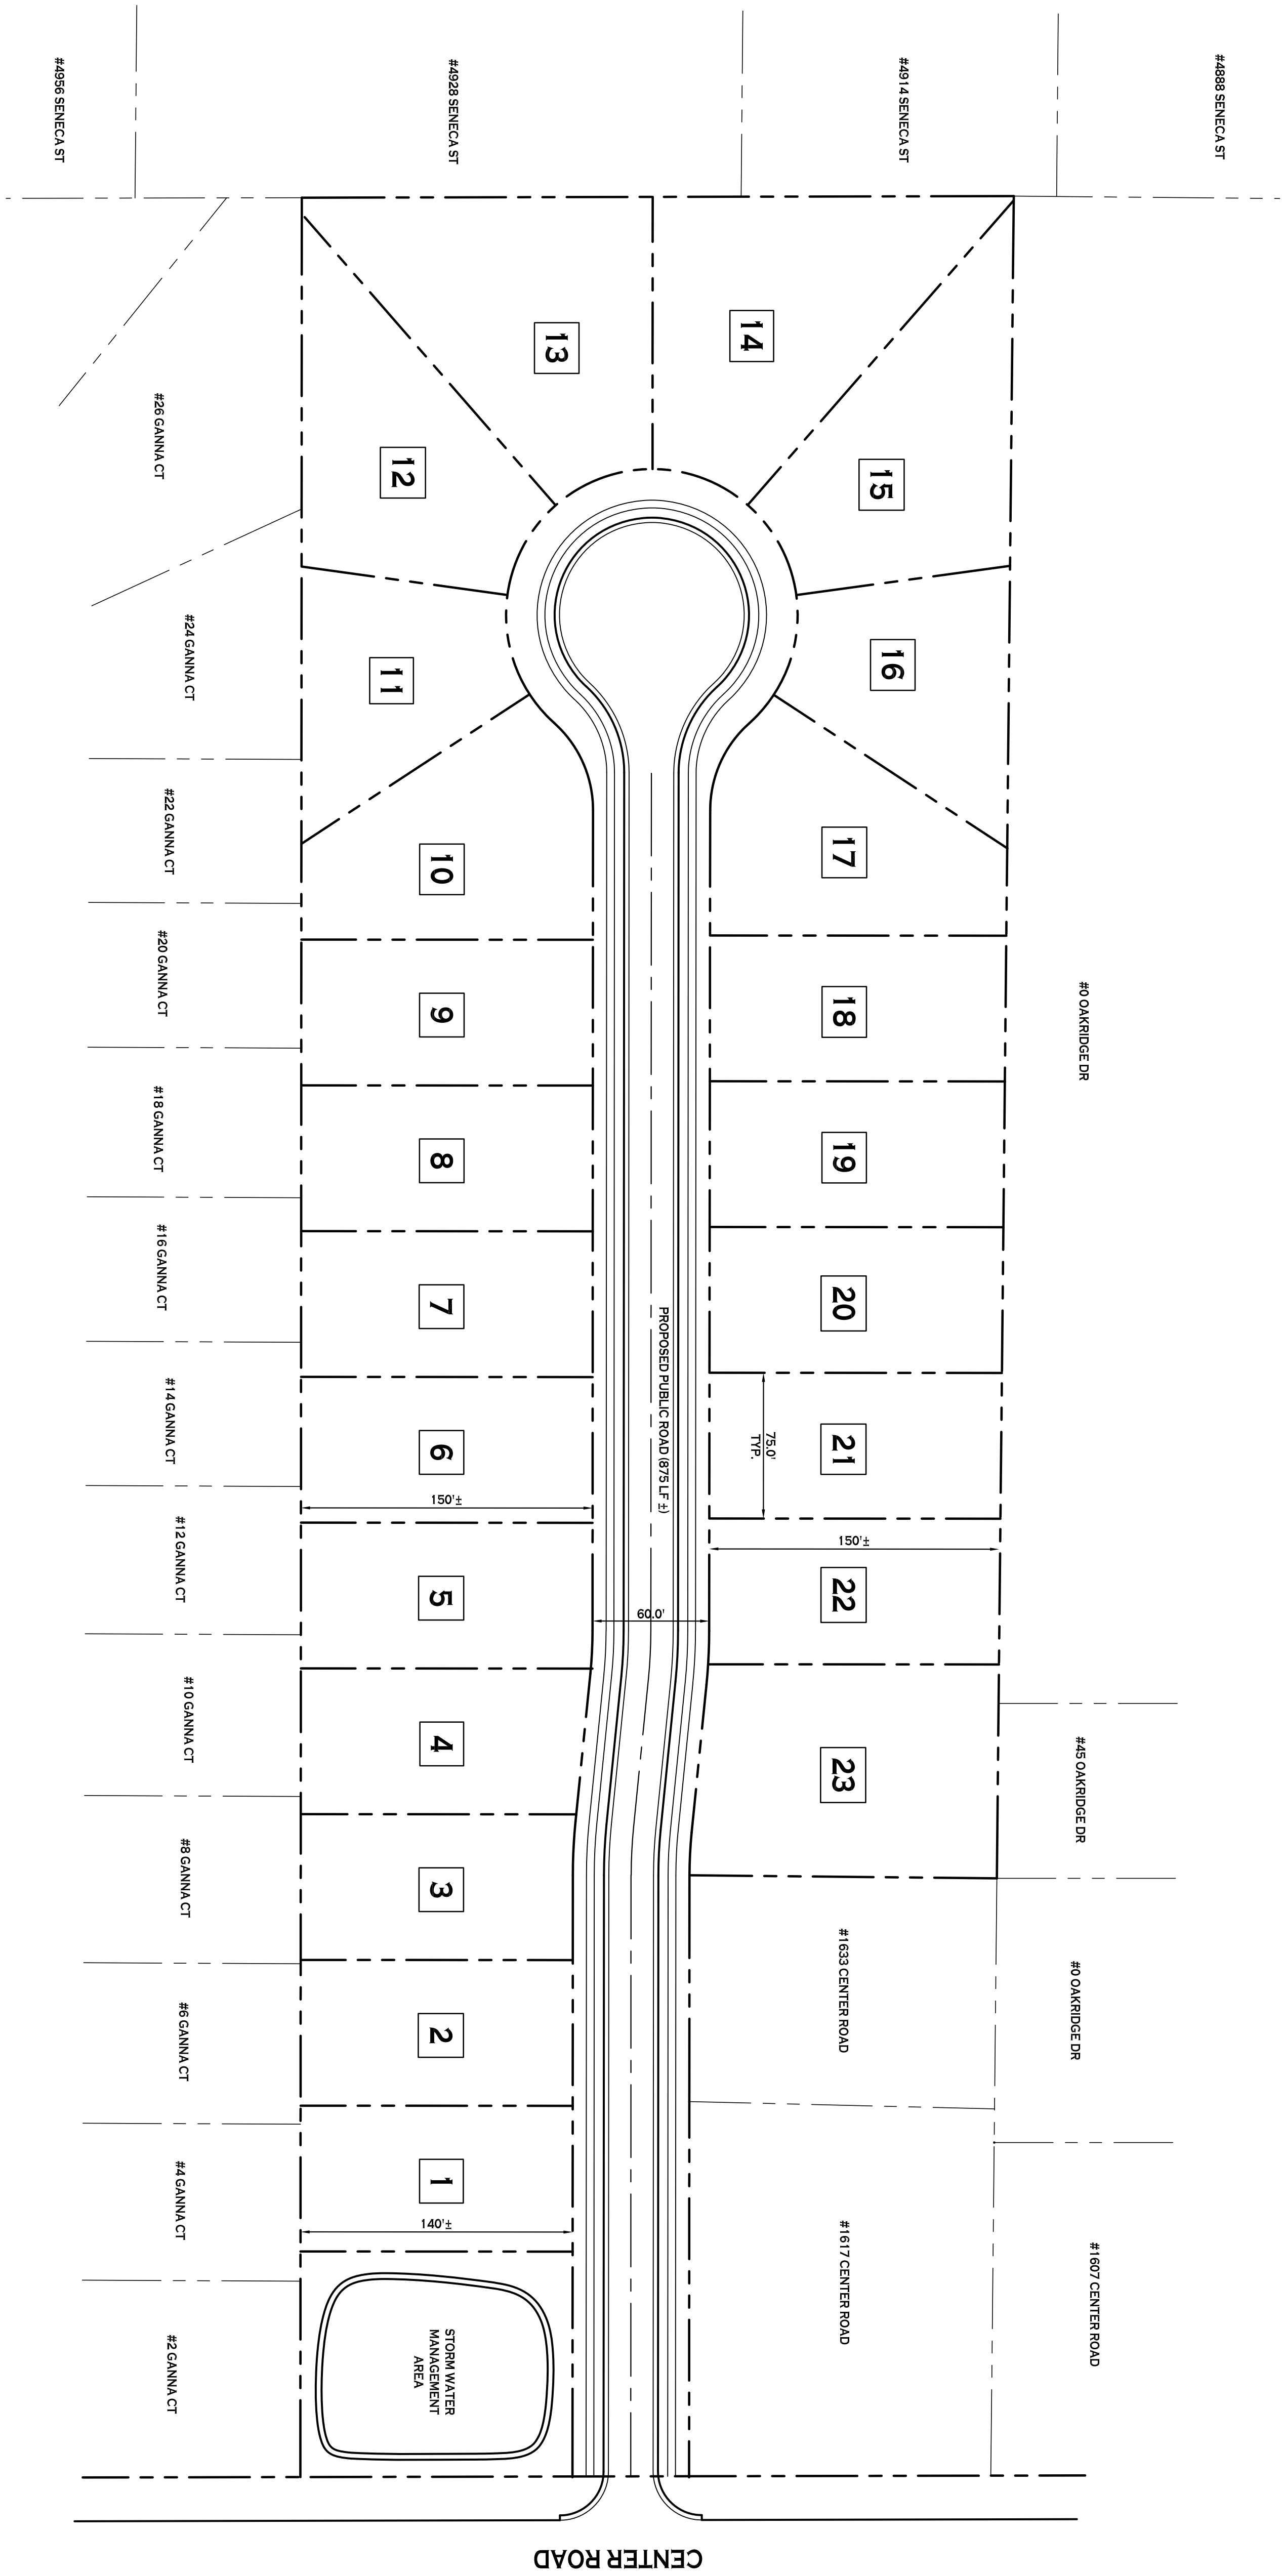 #4956 SENECA ST
#4928 SENECA ST
#4914 SENECA ST
#4888 SENECA ST
13
14
12
15
#26 GANNA CT
11
16
#24 GANNA CT
10
17
#22 GANNA CT
9
18
#20 GANNA CT
#0 OAKRIDGE DR
8
19
#18 GANNA CT
7
20
#16 GANNA CT
PROPOSED PUBLIC ROAD (875 LF ±)
6
21
75.0'
TYP.
#14 GANNA CT
150'±
150'±
5
22
#12 GANNA CT
60.0'
4
23
#10 GANNA CT
#45 OAKRIDGE DR
3
#8 GANNA CT
#1633 CENTER ROAD
#0 OAKRIDGE DR
2
#6 GANNA CT
1
#4 GANNA CT
140'±
#1617 CENTER ROAD
#1607 CENTER ROAD
STORM WATER
MANAGEMENT
AREA
#2 GANNA CT
CENTER ROAD